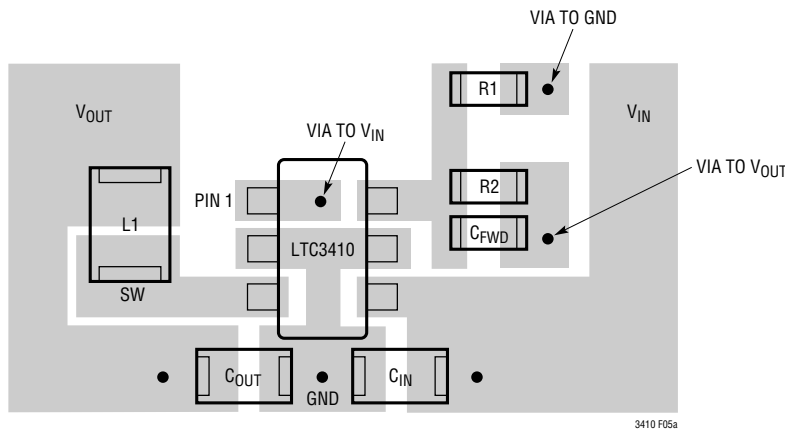 VIA TO GND
R1
VOUT
VIN
VIA TO VIN
VIA TO VOUT
PIN 1
R2
L1
CFWD
LTC3410
SW
COUT
CIN
GND
3410 F05a